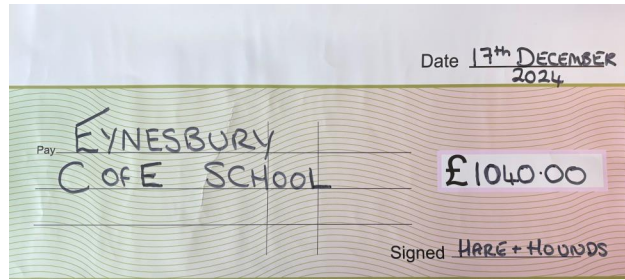 Date 17th DECEMBER
2024
Pay EYNESBURY
C OF E SCHOOL
£1040.00
Signed HARE + HOUNDS